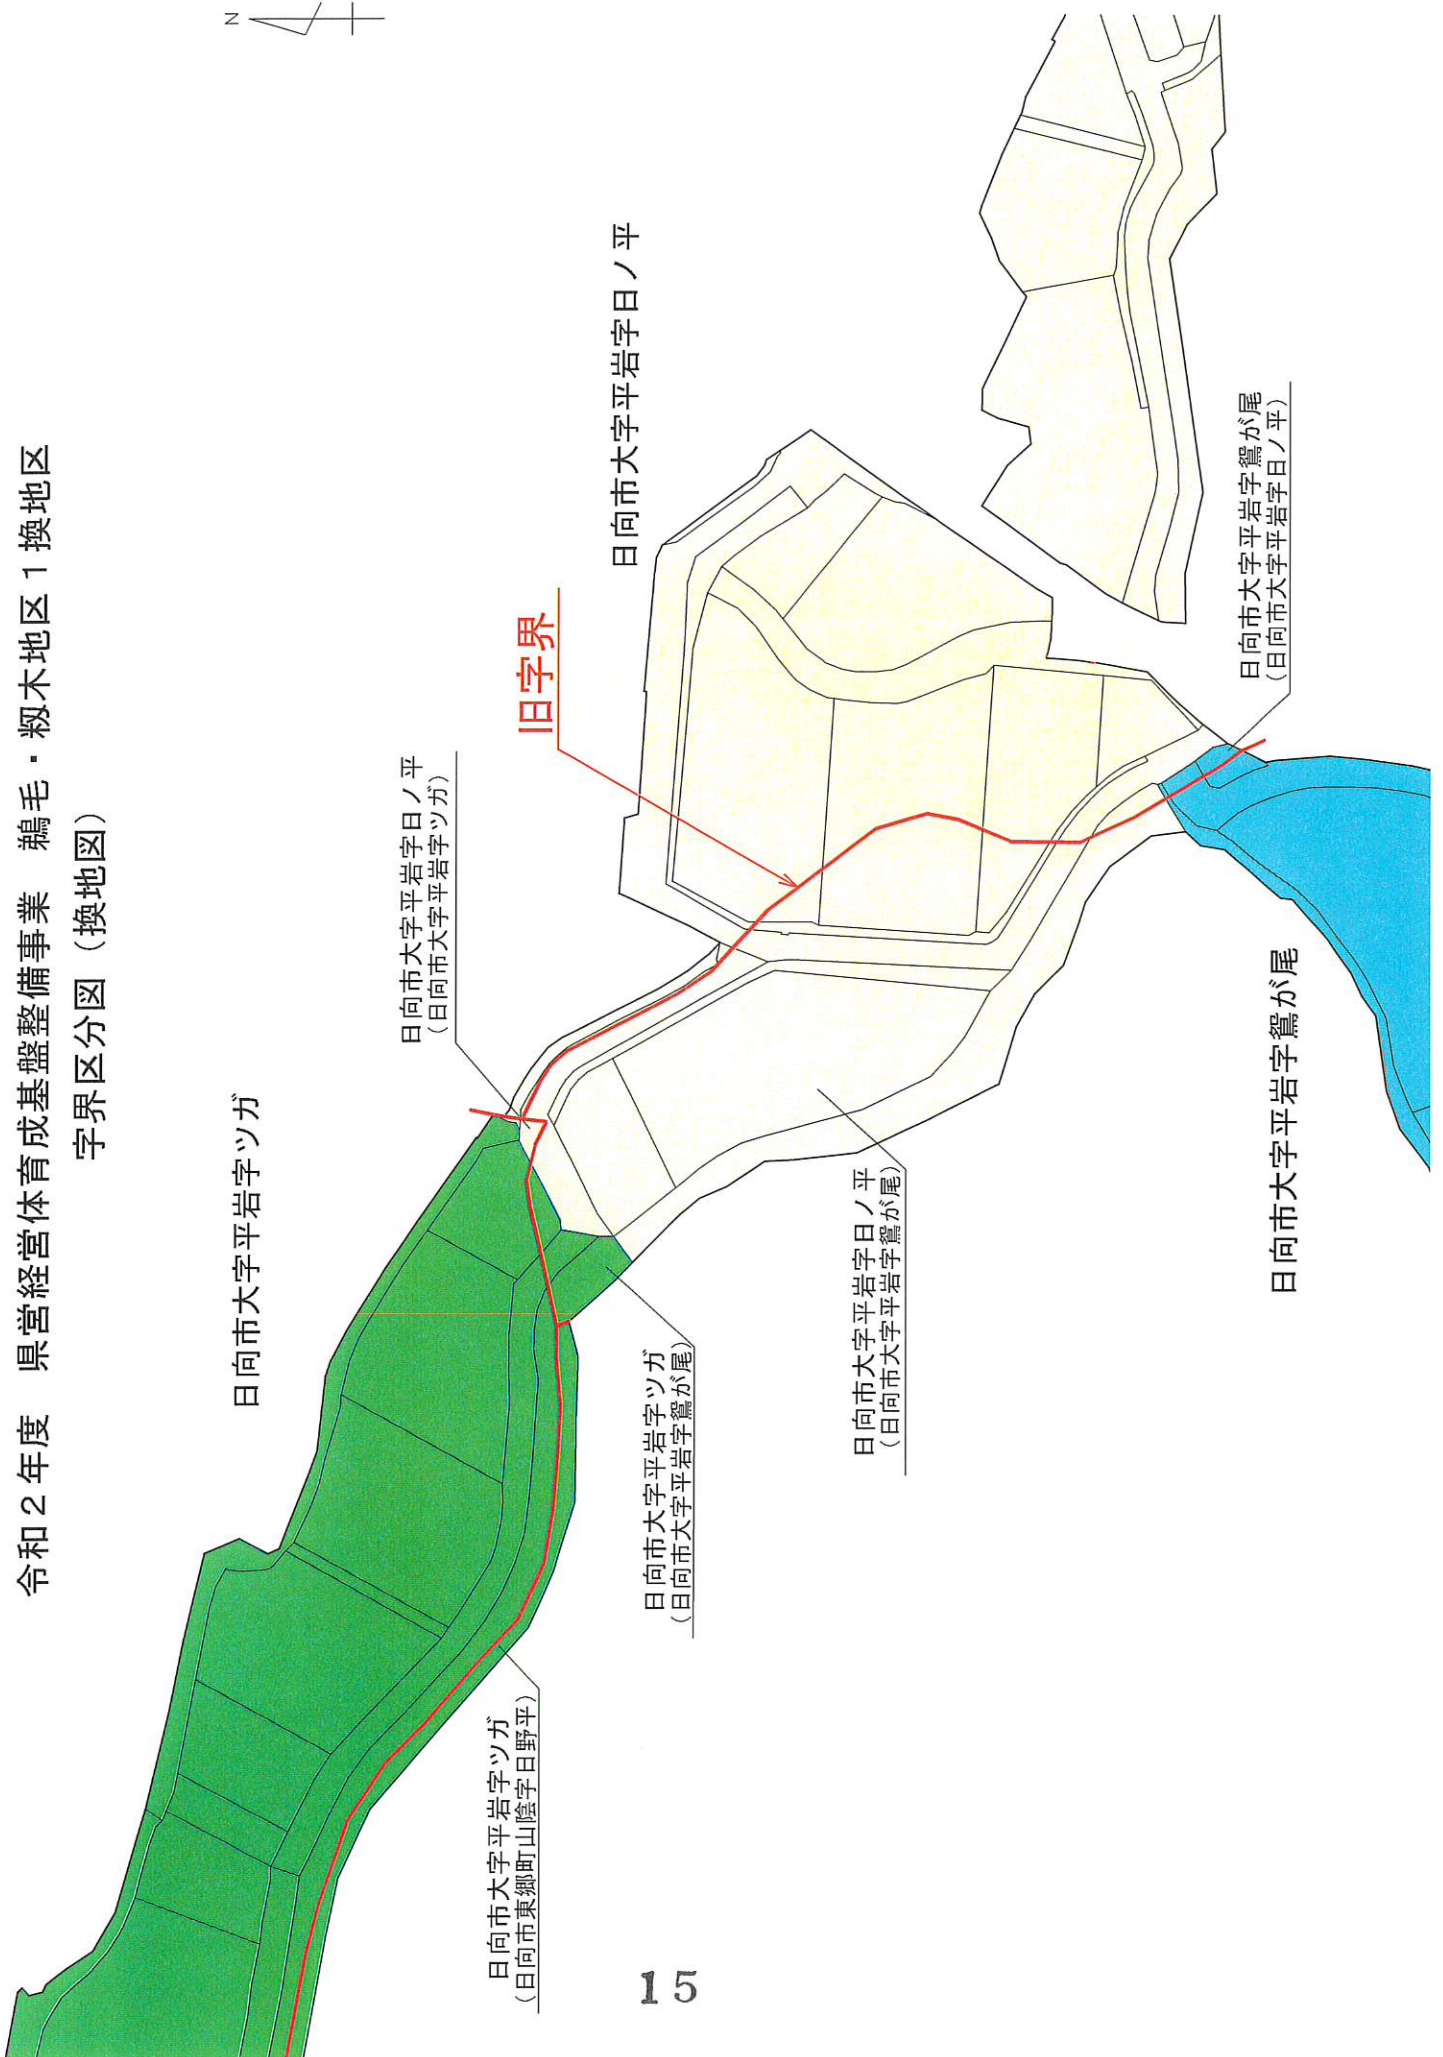 令和２年度　県営経営体育成基盤整備事業　鵜毛・籾木地区１換地区
字界区分図（換地図）
N
日向市大字平岩字ツガ
日向市大字平岩字日ノ平
（日向市大字平岩字ツガ）
旧字界
日向市大字平岩字日ノ平
日向市大字平岩字ツガ
（日向市東郷町山陰字日野平）
日向市大字平岩字ツガ
（日向市大字平岩字鴛が尾）
日向市大字平岩字日ノ平
（日向市大字平岩字鴛が尾）
日向市大字平岩字鴛が尾
（日向市大字平岩字日ノ平）
日向市大字平岩字鴛が尾
15